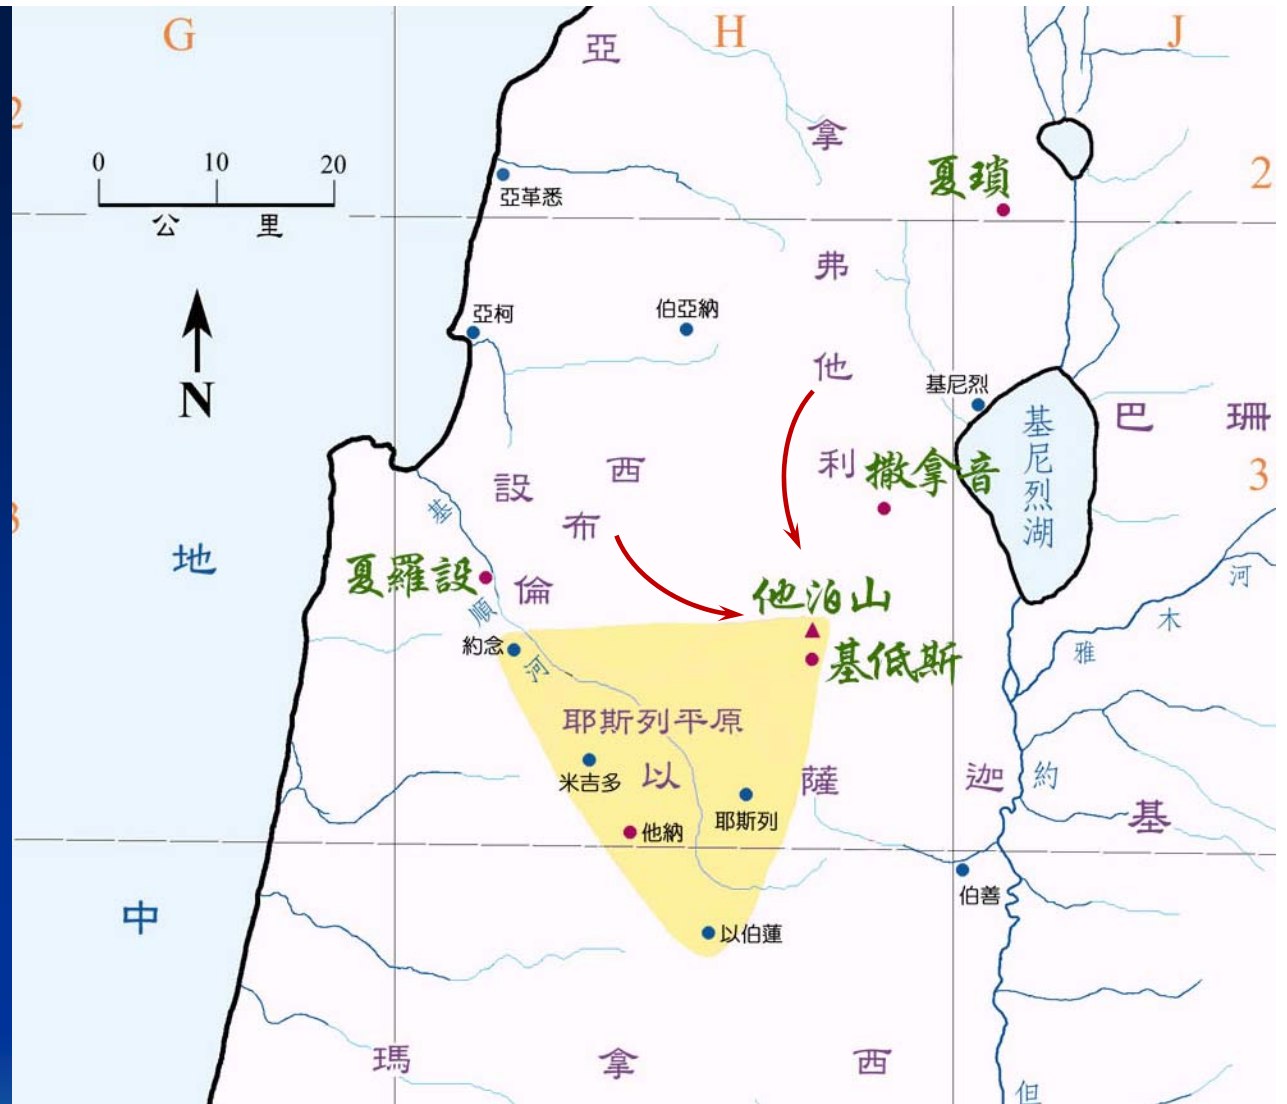 G
H
J
亞
2
拿
0 10 20
公 里
夏瑣
2
亞革悉
弗
N
亞柯
伯亞納
他
基尼烈
基尼烈湖
巴珊
利
撒拿音
3
設
西
布
倫
3
地
中
基順河
夏羅設
他泊山
基低斯
約念
雅木河
耶斯列平原
米吉多
以薩迦
耶斯列
他納
約
基
伯善
以伯蓮
瑪拿西
但